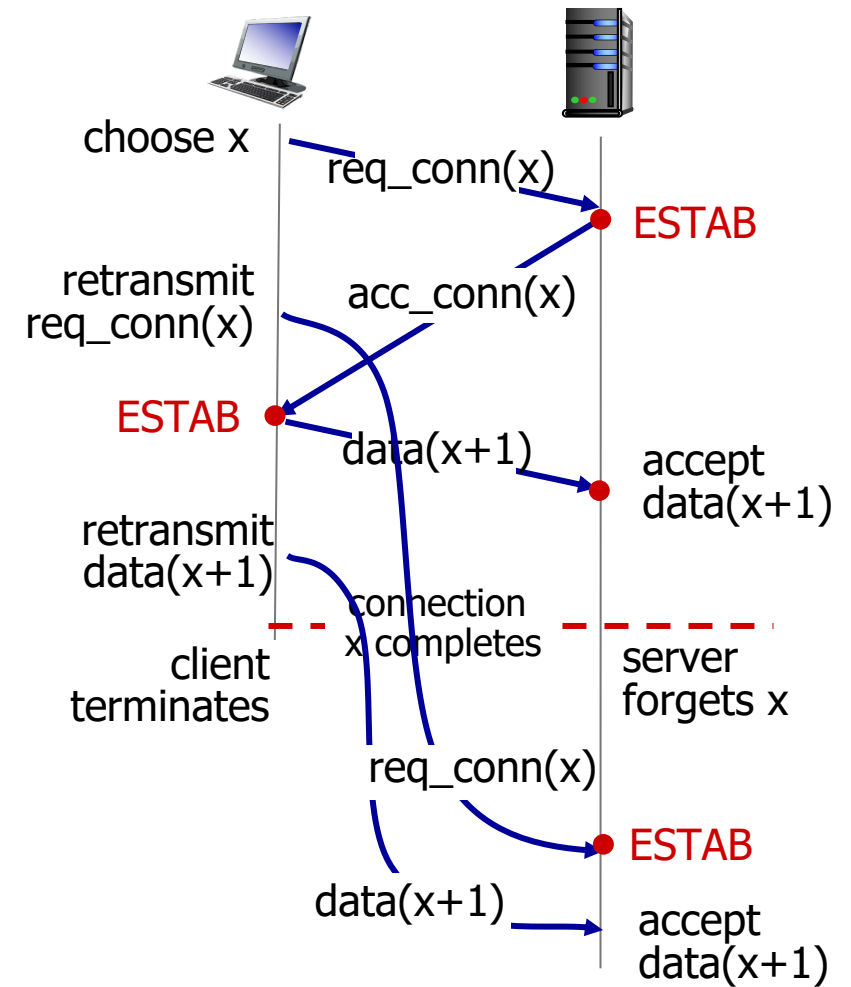 choose x
req_conn(x)
ESTAB
retransmit
req_conn(x)
acc_conn(x)
ESTAB
data(x+1)
accept
data(x+1)
retransmit
data(x+1)
connection
x completes
client
terminates
server
forgets x
req_conn(x)
ESTAB
data(x+1)
accept
data(x+1)